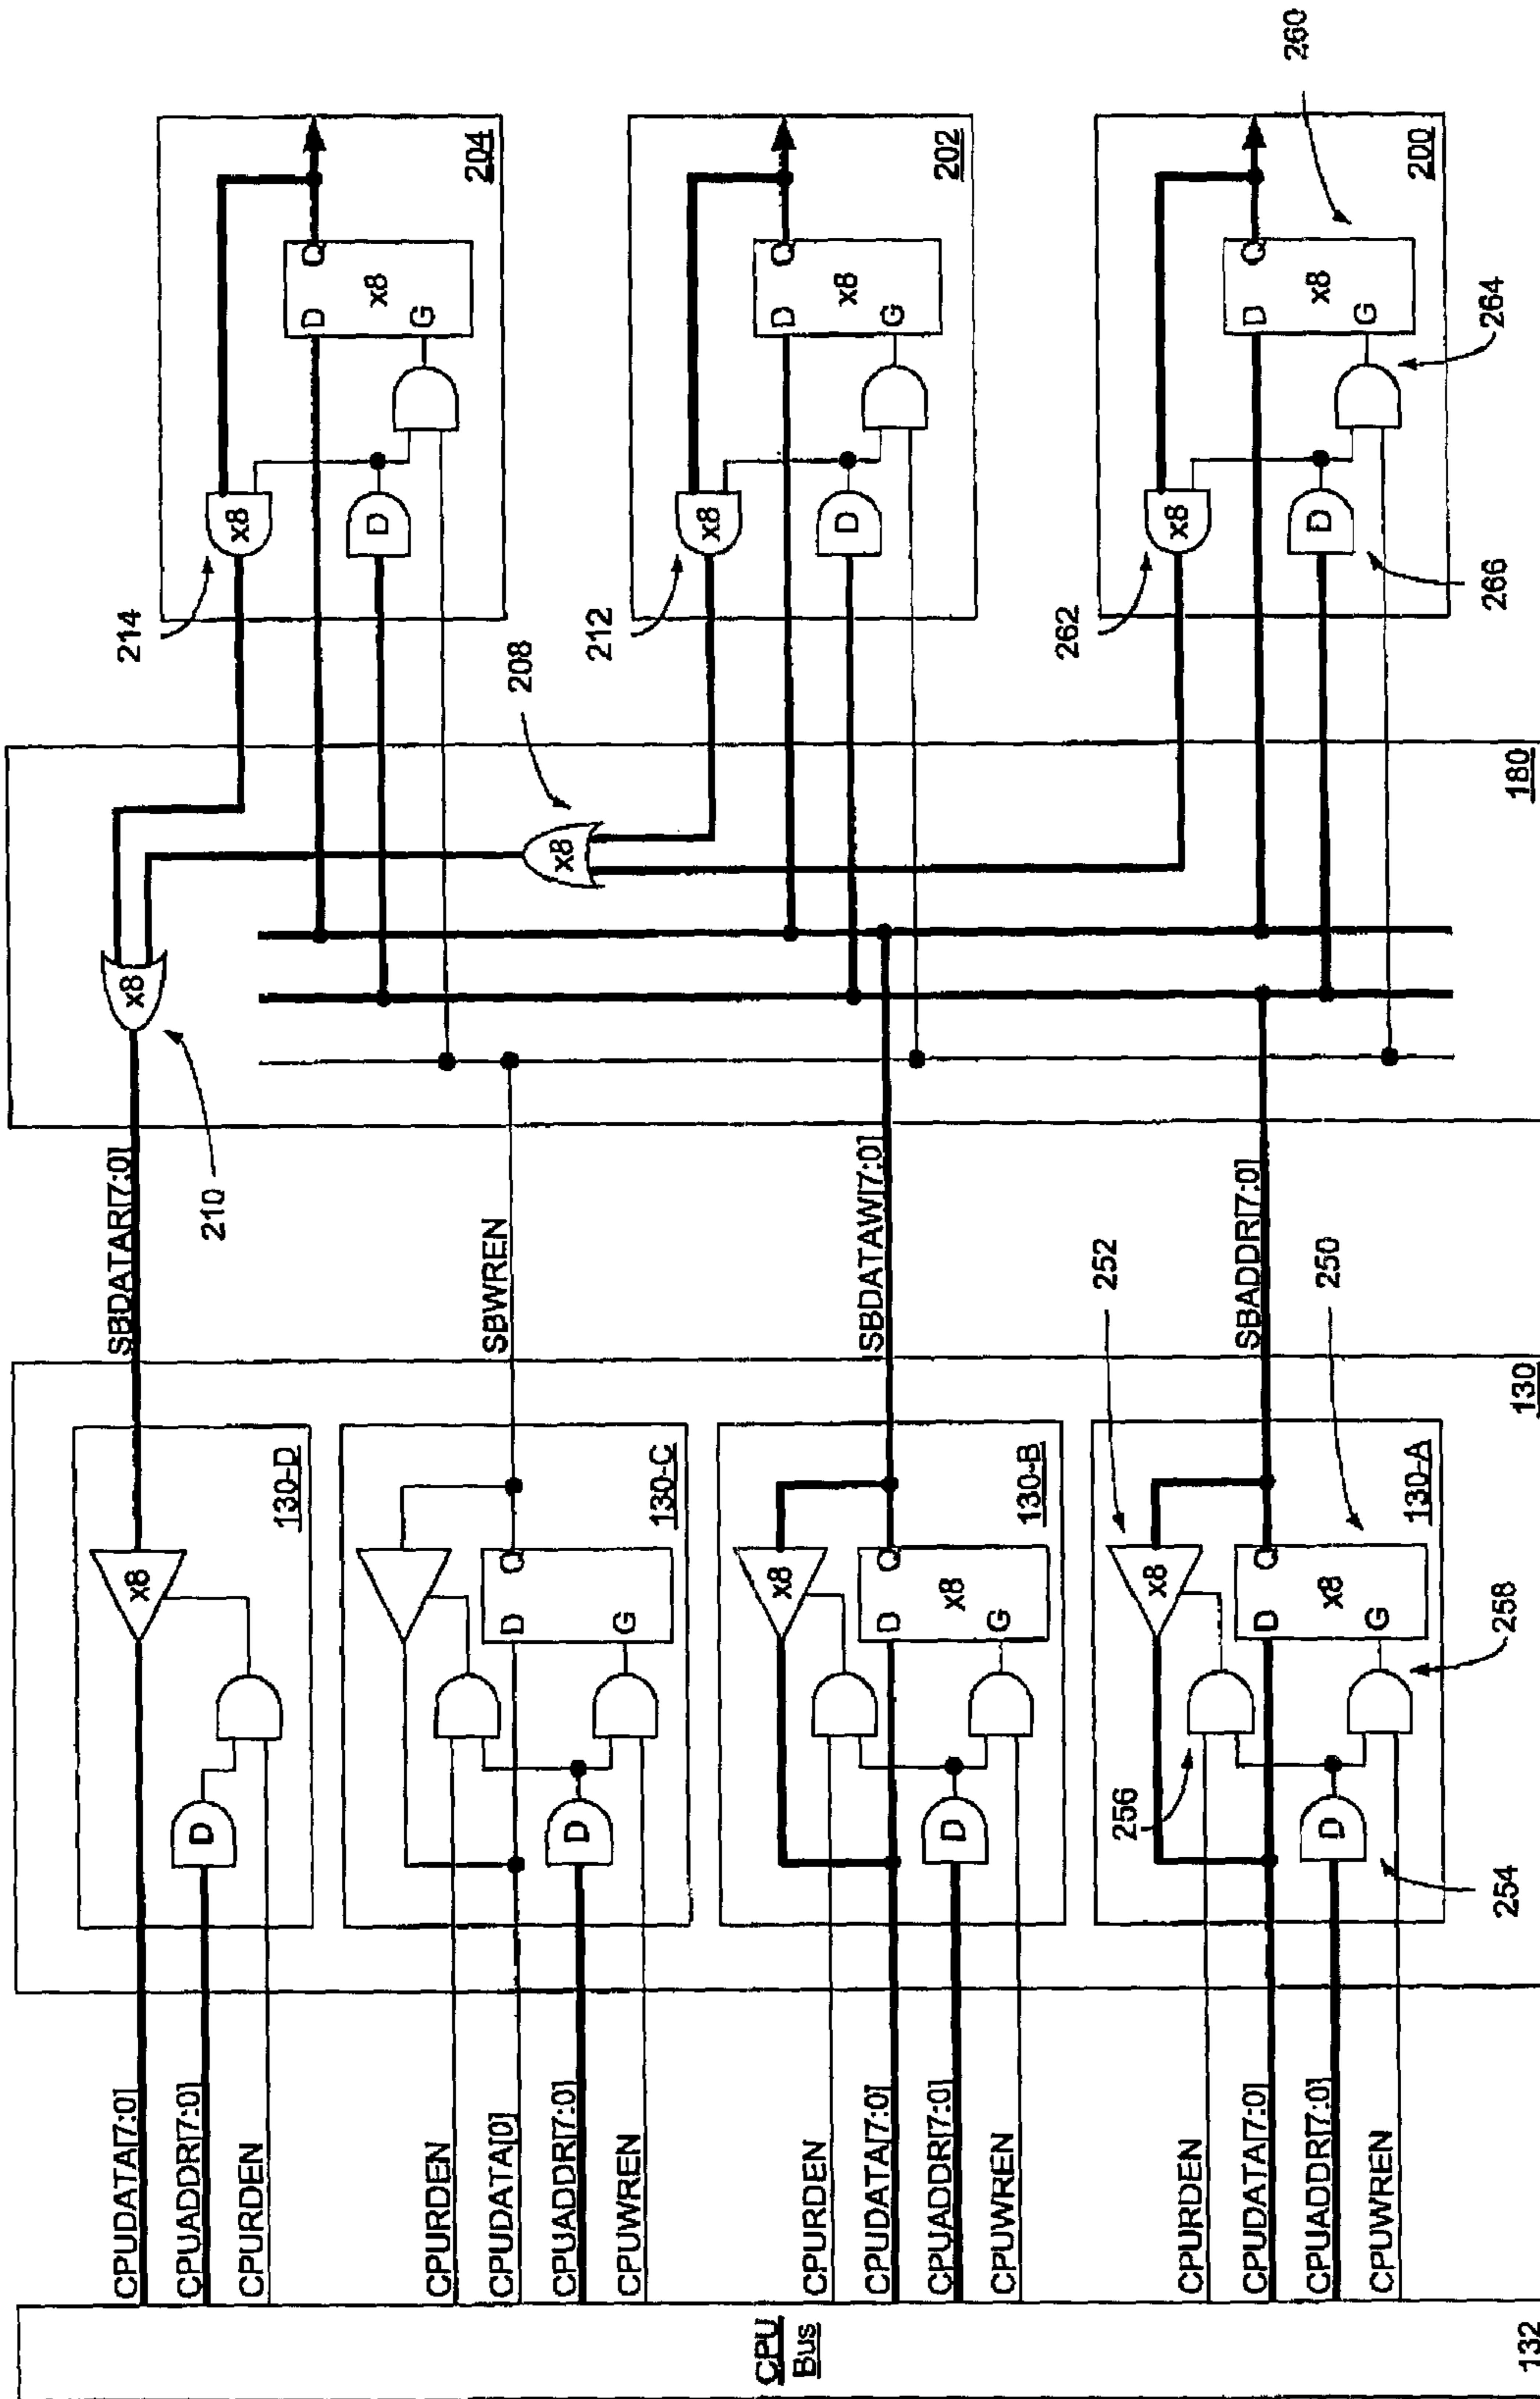 CPU
Bus
132
CPUDATA[7:0]
CPUADDR[7:0]
CPURDEN
CPURDEN
CPUDATA[0]
CPUADDR[7:0]
CPUWREN
CPURDEN
CPUDATA[7:0]
CPUADDR[7:0]
CPUWREN
CPURDEN
CPUDATA[7:0]
CPUADDR[7:0]
CPUWREN
x8
D
130-D
D
D
Q
G
130-C
x8
D
D
Q
x8
G
130-B
252
x8
256
D
D
Q
x8
G
130-A
250
254
258
130
SBDATAR[7:0]
SBWREN
SBDATAW[7:0]
SBADDR[7:0]
x8
210
x8
208
180
214
x8
D
D
Q
x8
G
204
212
x8
D
D
Q
x8
G
202
262
x8
D
D
Q
x8
G
200
260
264
266